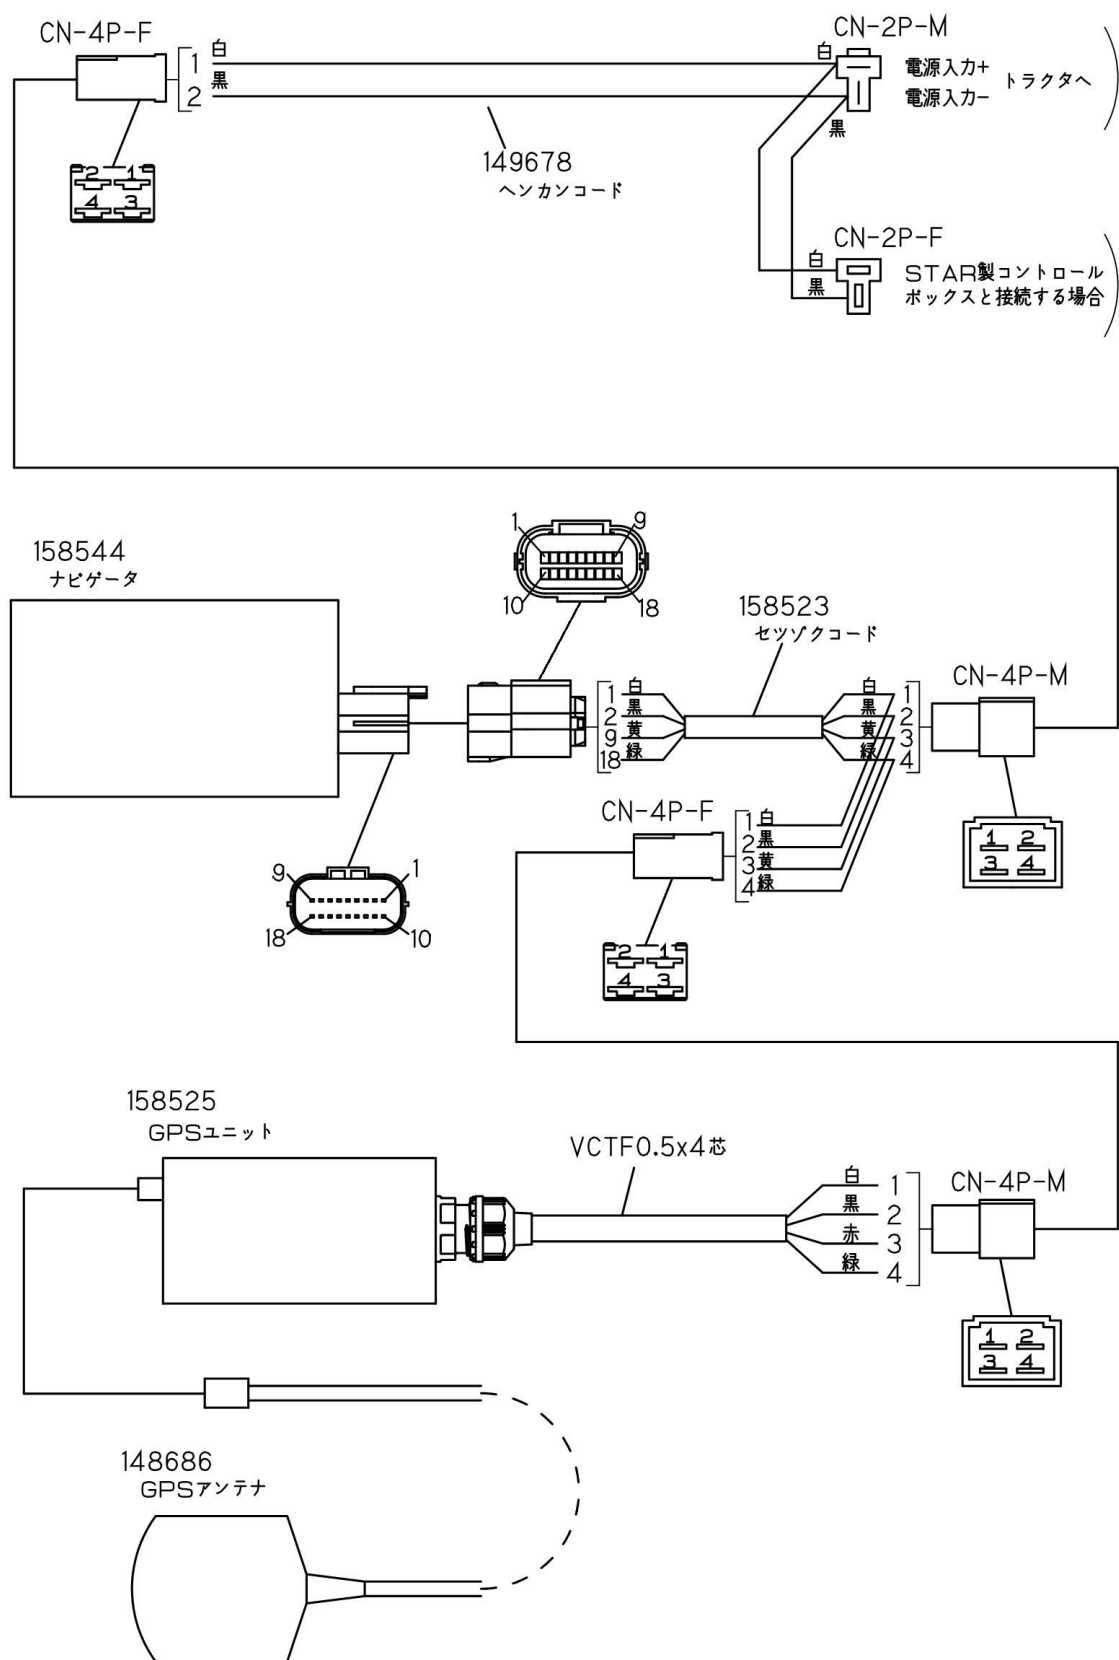 CN-4P-F
1 白
2 黒
2 1
4 3
149678
ヘンカンコード
CN-2P-M
白
黒
電源入力+
電源入力-
トラクタへ
CN-2P-F
白
黒
STAR製コントロール
ボックスと接続する場合
158544
ナビゲータ
1 9
10 18
9 1
18 10
158523
セツゾクコード
1 白
2 黒
9 黄
18 緑
白 1
黒 2
黄 3
緑 4
CN-4P-M
1 2
3 4
CN-4P-F
1 白
2 黒
3 黄
4 緑
2 1
4 3
158525
GPSユニット
VCTF0.5x4芯
白 1
黒 2
赤 3
緑 4
CN-4P-M
1 2
3 4
148686
GPSアンテナ